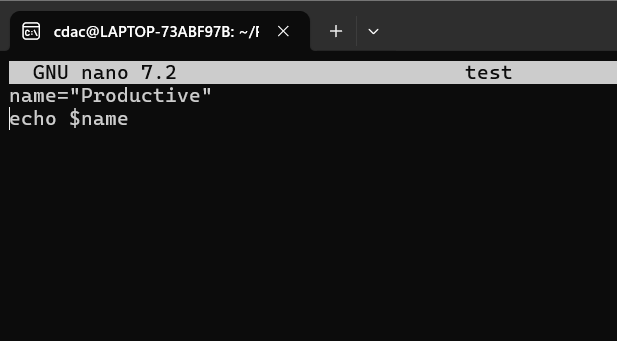 cdac@LAPTOP-73ABF97B: ~/F
GNU nano 7.2 test
name="Productive"
echo $name